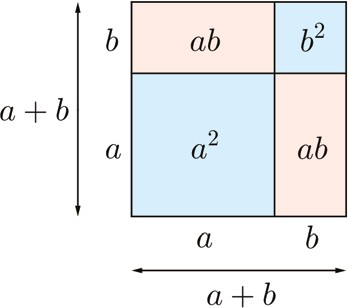 b ab b²
a + b
a a² ab
a b
a + b